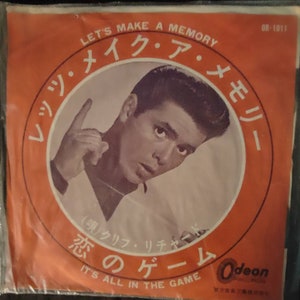 LET'S MAKE A MEMORY
OR-1011
レッツ・メイク・ア・メモリー
(唄)クリフ・リチャード
恋のゲーム
IT'S ALL IN THE GAME
Odeon